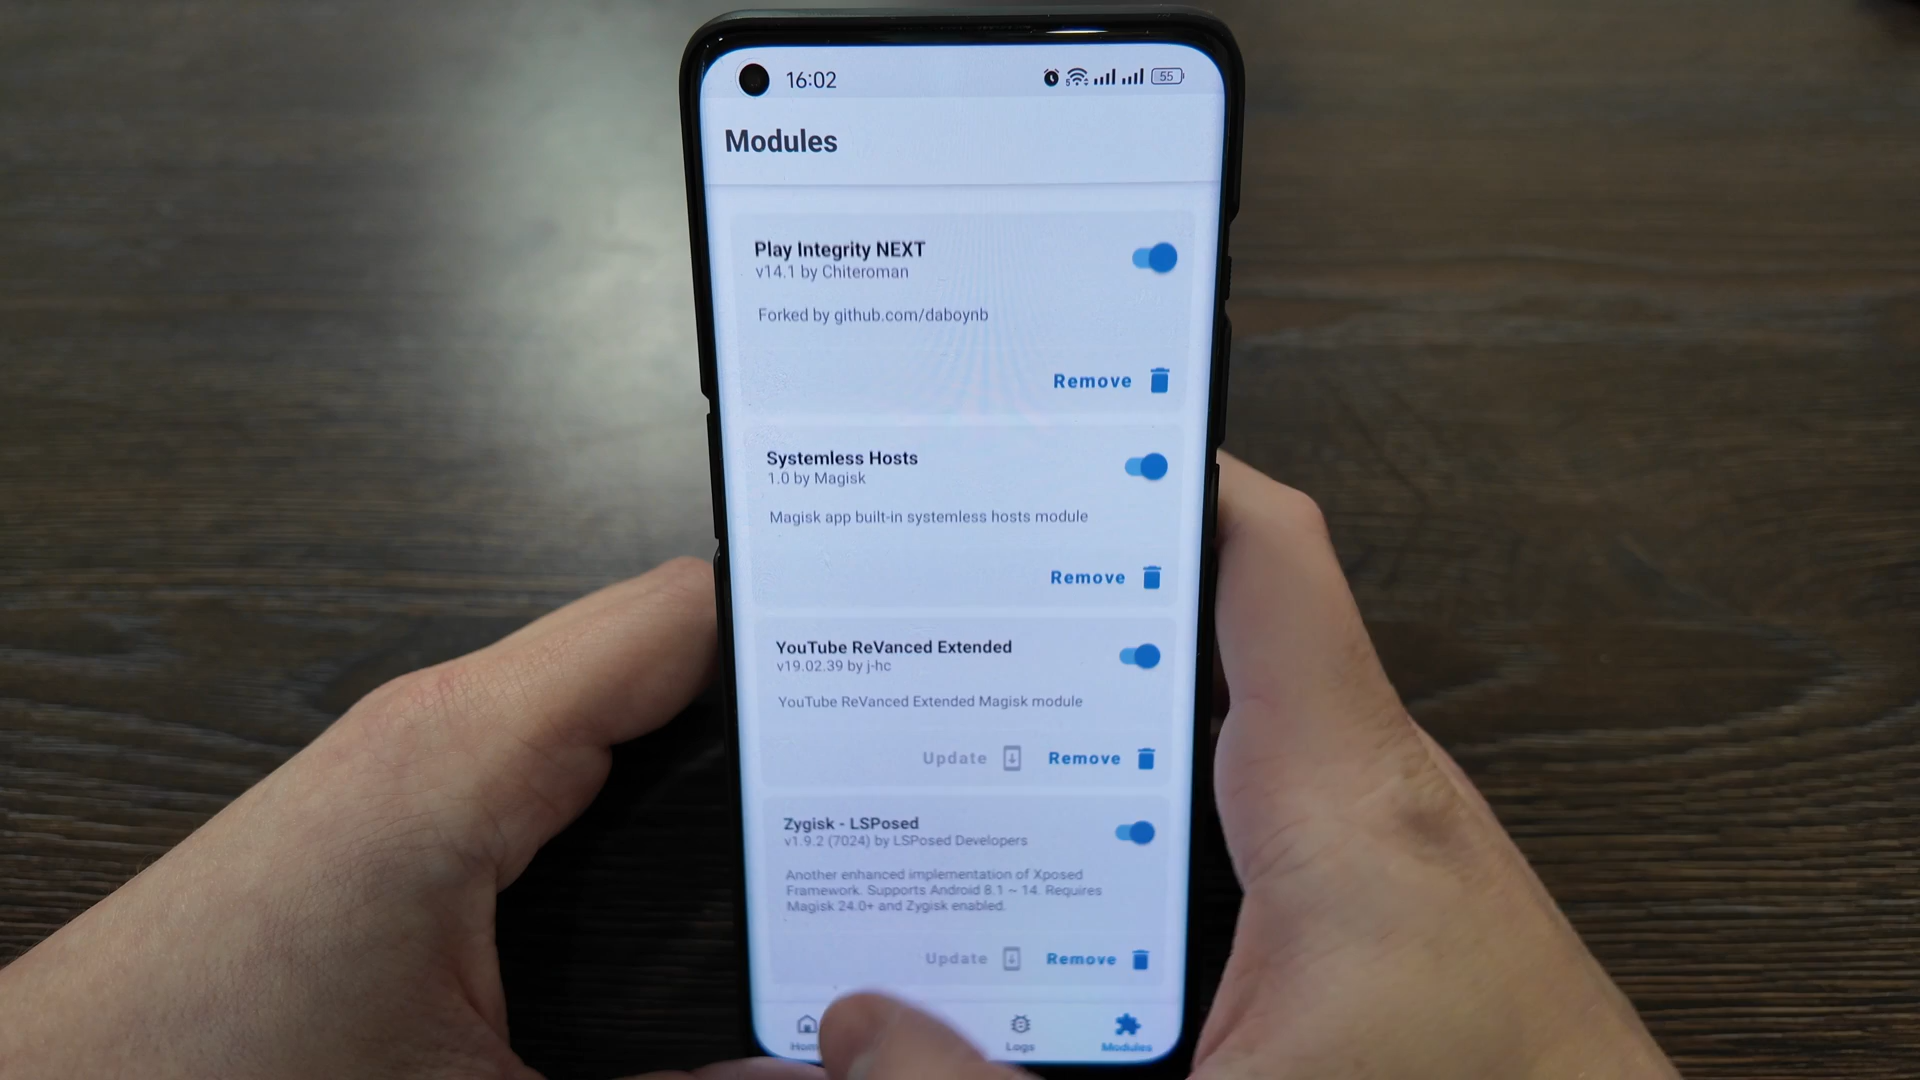 16:02
55
Modules
Play Integrity NEXT
v14.1 by Chiteroman
Forked by github.com/daboynb
Remove
Systemless Hosts
1.0 by Magisk
Magisk app built-in systemless hosts module
Remove
YouTube ReVanced Extended
v19.02.39 by j-hc
YouTube ReVanced Extended Magisk module
Update Remove
Zygisk - LSPosed
v1.9.2 (7024) by LSPosed Developers
Another enhanced implementation of Xposed
Framework. Supports Android 8.1 ~ 14. Requires
Magisk 24.0+ and Zygisk enabled.
Update Remove
Logs Modules